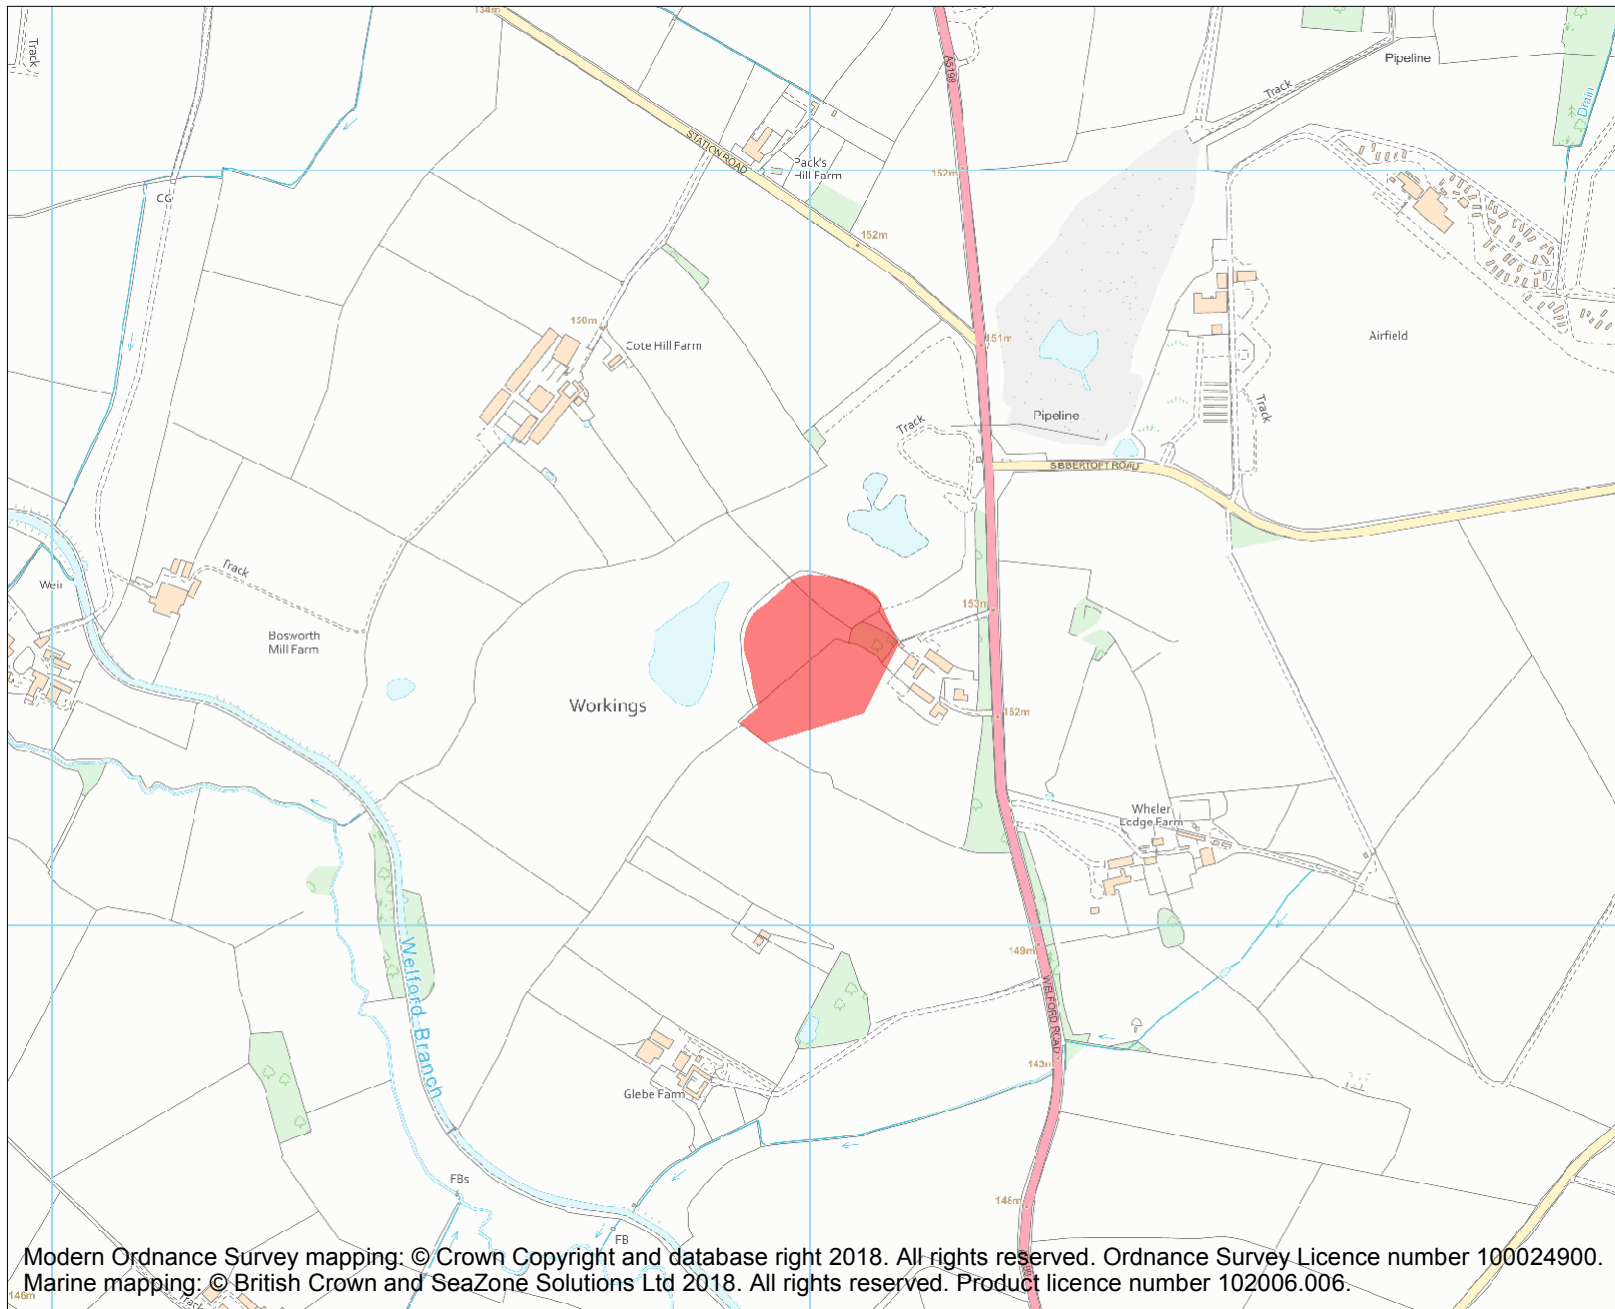 134m
Track
A5199
Pipeline
Track
Drain
STATION ROAD
Pack's
Hill Farm
152m
CG
152m
150m
Cote Hill Farm
151m
Airfield
Track
Pipeline
Track
SIBBERTOFT ROAD
Weir
Track
153m
Bosworth
Mill Farm
Workings
152m
Wheler
Lodge Farm
Welford Branch
149m
WELFORD ROAD
143m
Glebe Farm
FBs
148m
FB
Modern Ordnance Survey mapping: © Crown Copyright and database right 2018. All rights reserved. Ordnance Survey Licence number 100024900.
Marine mapping: © British Crown and SeaZone Solutions Ltd 2018. All rights reserved. Product licence number 102006.006.
146m
Track